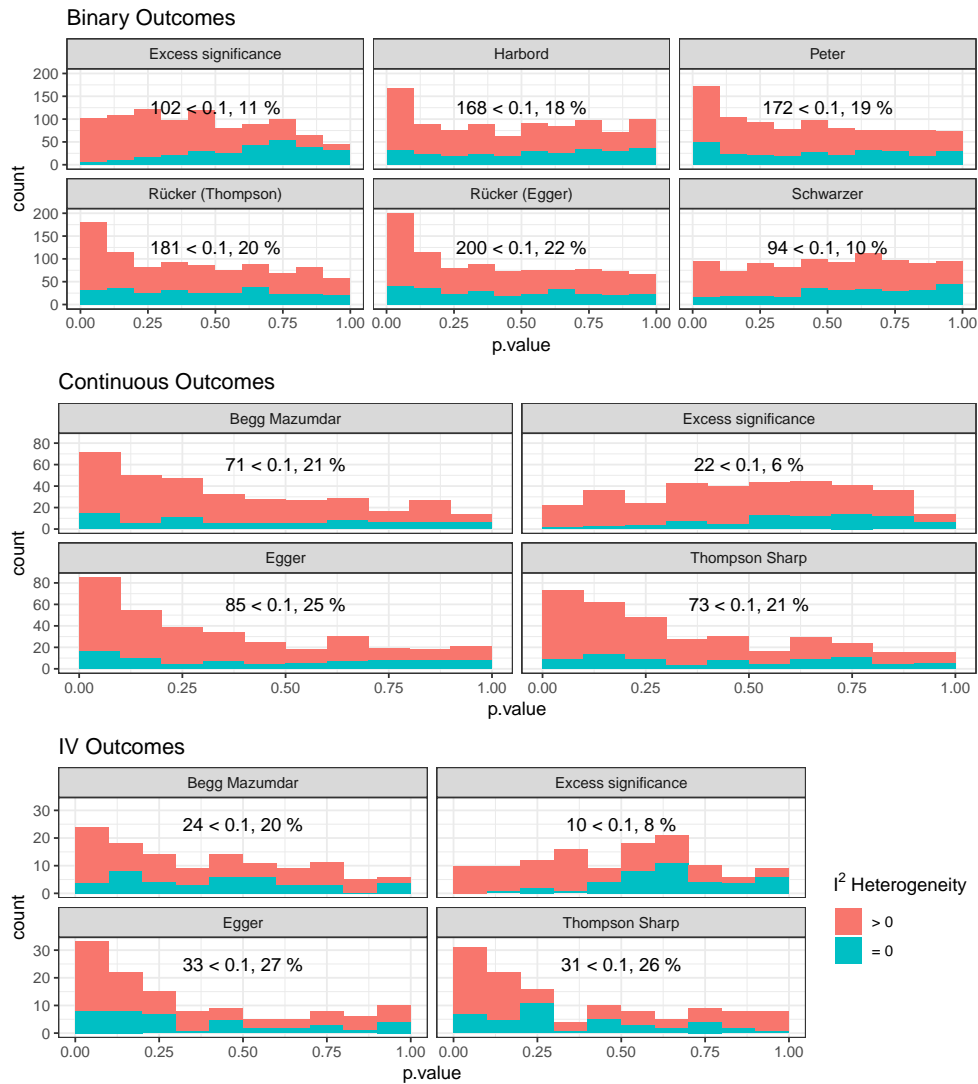 Binary Outcomes
Excess significance
Harbord
Peter
200
150
100
50
0
102 < 0.1, 11 %
168 < 0.1, 18 %
172 < 0.1, 19 %
Rücker (Thompson)
Rücker (Egger)
Schwarzer
200
150
100
50
0
181 < 0.1, 20 %
200 < 0.1, 22 %
94 < 0.1, 10 %
count
0.00 0.25 0.50 0.75 1.00
0.00 0.25 0.50 0.75 1.00
0.00 0.25 0.50 0.75 1.00
p.value
Continuous Outcomes
Begg Mazumdar
Excess significance
80
60
40
20
0
71 < 0.1, 21 %
22 < 0.1, 6 %
Egger
Thompson Sharp
80
60
40
20
0
85 < 0.1, 25 %
73 < 0.1, 21 %
count
0.00 0.25 0.50 0.75 1.00
0.00 0.25 0.50 0.75 1.00
p.value
IV Outcomes
Begg Mazumdar
Excess significance
30
20
10
0
24 < 0.1, 20 %
10 < 0.1, 8 %
Egger
Thompson Sharp
30
20
10
0
33 < 0.1, 27 %
31 < 0.1, 26 %
count
0.00 0.25 0.50 0.75 1.00
0.00 0.25 0.50 0.75 1.00
p.value
I² Heterogeneity
> 0
= 0